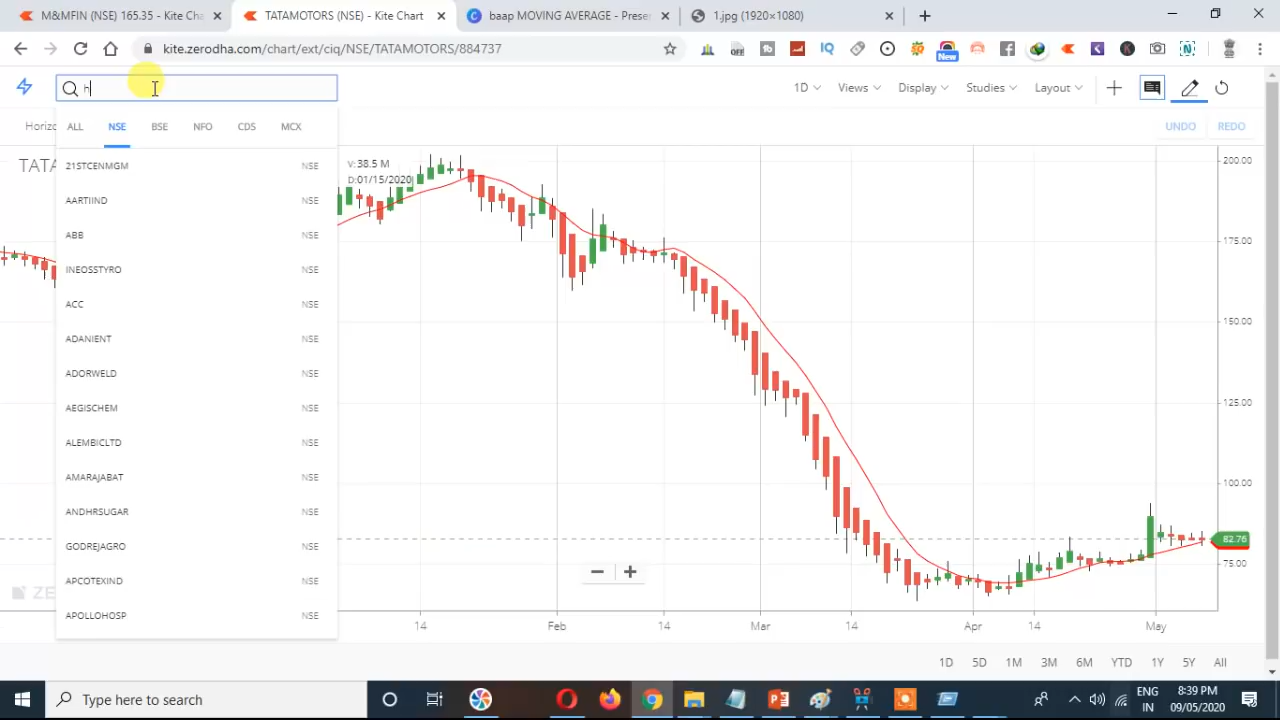 M&MFIN (NSE) 165.35 - Kite Cha
TATAMOTORS (NSE) - Kite Chart
baap MOVING AVERAGE - Prese
1.jpg (1920×1080)
kite.zerodha.com/chart/ext/ciq/NSE/TATAMOTORS/884737
OFF
IQ
New
h
1D
Views
Display
Studies
Layout
Horizo
ALL NSE BSE NFO CDS MCX
UNDO REDO
TATA
V:38.5 M
D:01/15/2020
21STCENMGM NSE
AARTIIND NSE
ABB NSE
INEOSSTYRO NSE
ACC NSE
ADANIENT NSE
ADORWELD NSE
AEGISCHEM NSE
ALEMBICLTD NSE
AMARAJABAT NSE
ANDHRSUGAR NSE
GODREJAGRO NSE
APCOTEXIND NSE
APOLLOHOSP NSE
200.00
175.00
150.00
125.00
100.00
82.76
75.00
ZE
14 Feb 14 Mar 14 Apr 14 May
1D 5D 1M 3M 6M YTD 1Y 5Y All
Type here to search
ENG
IN
8:39 PM
09/05/2020